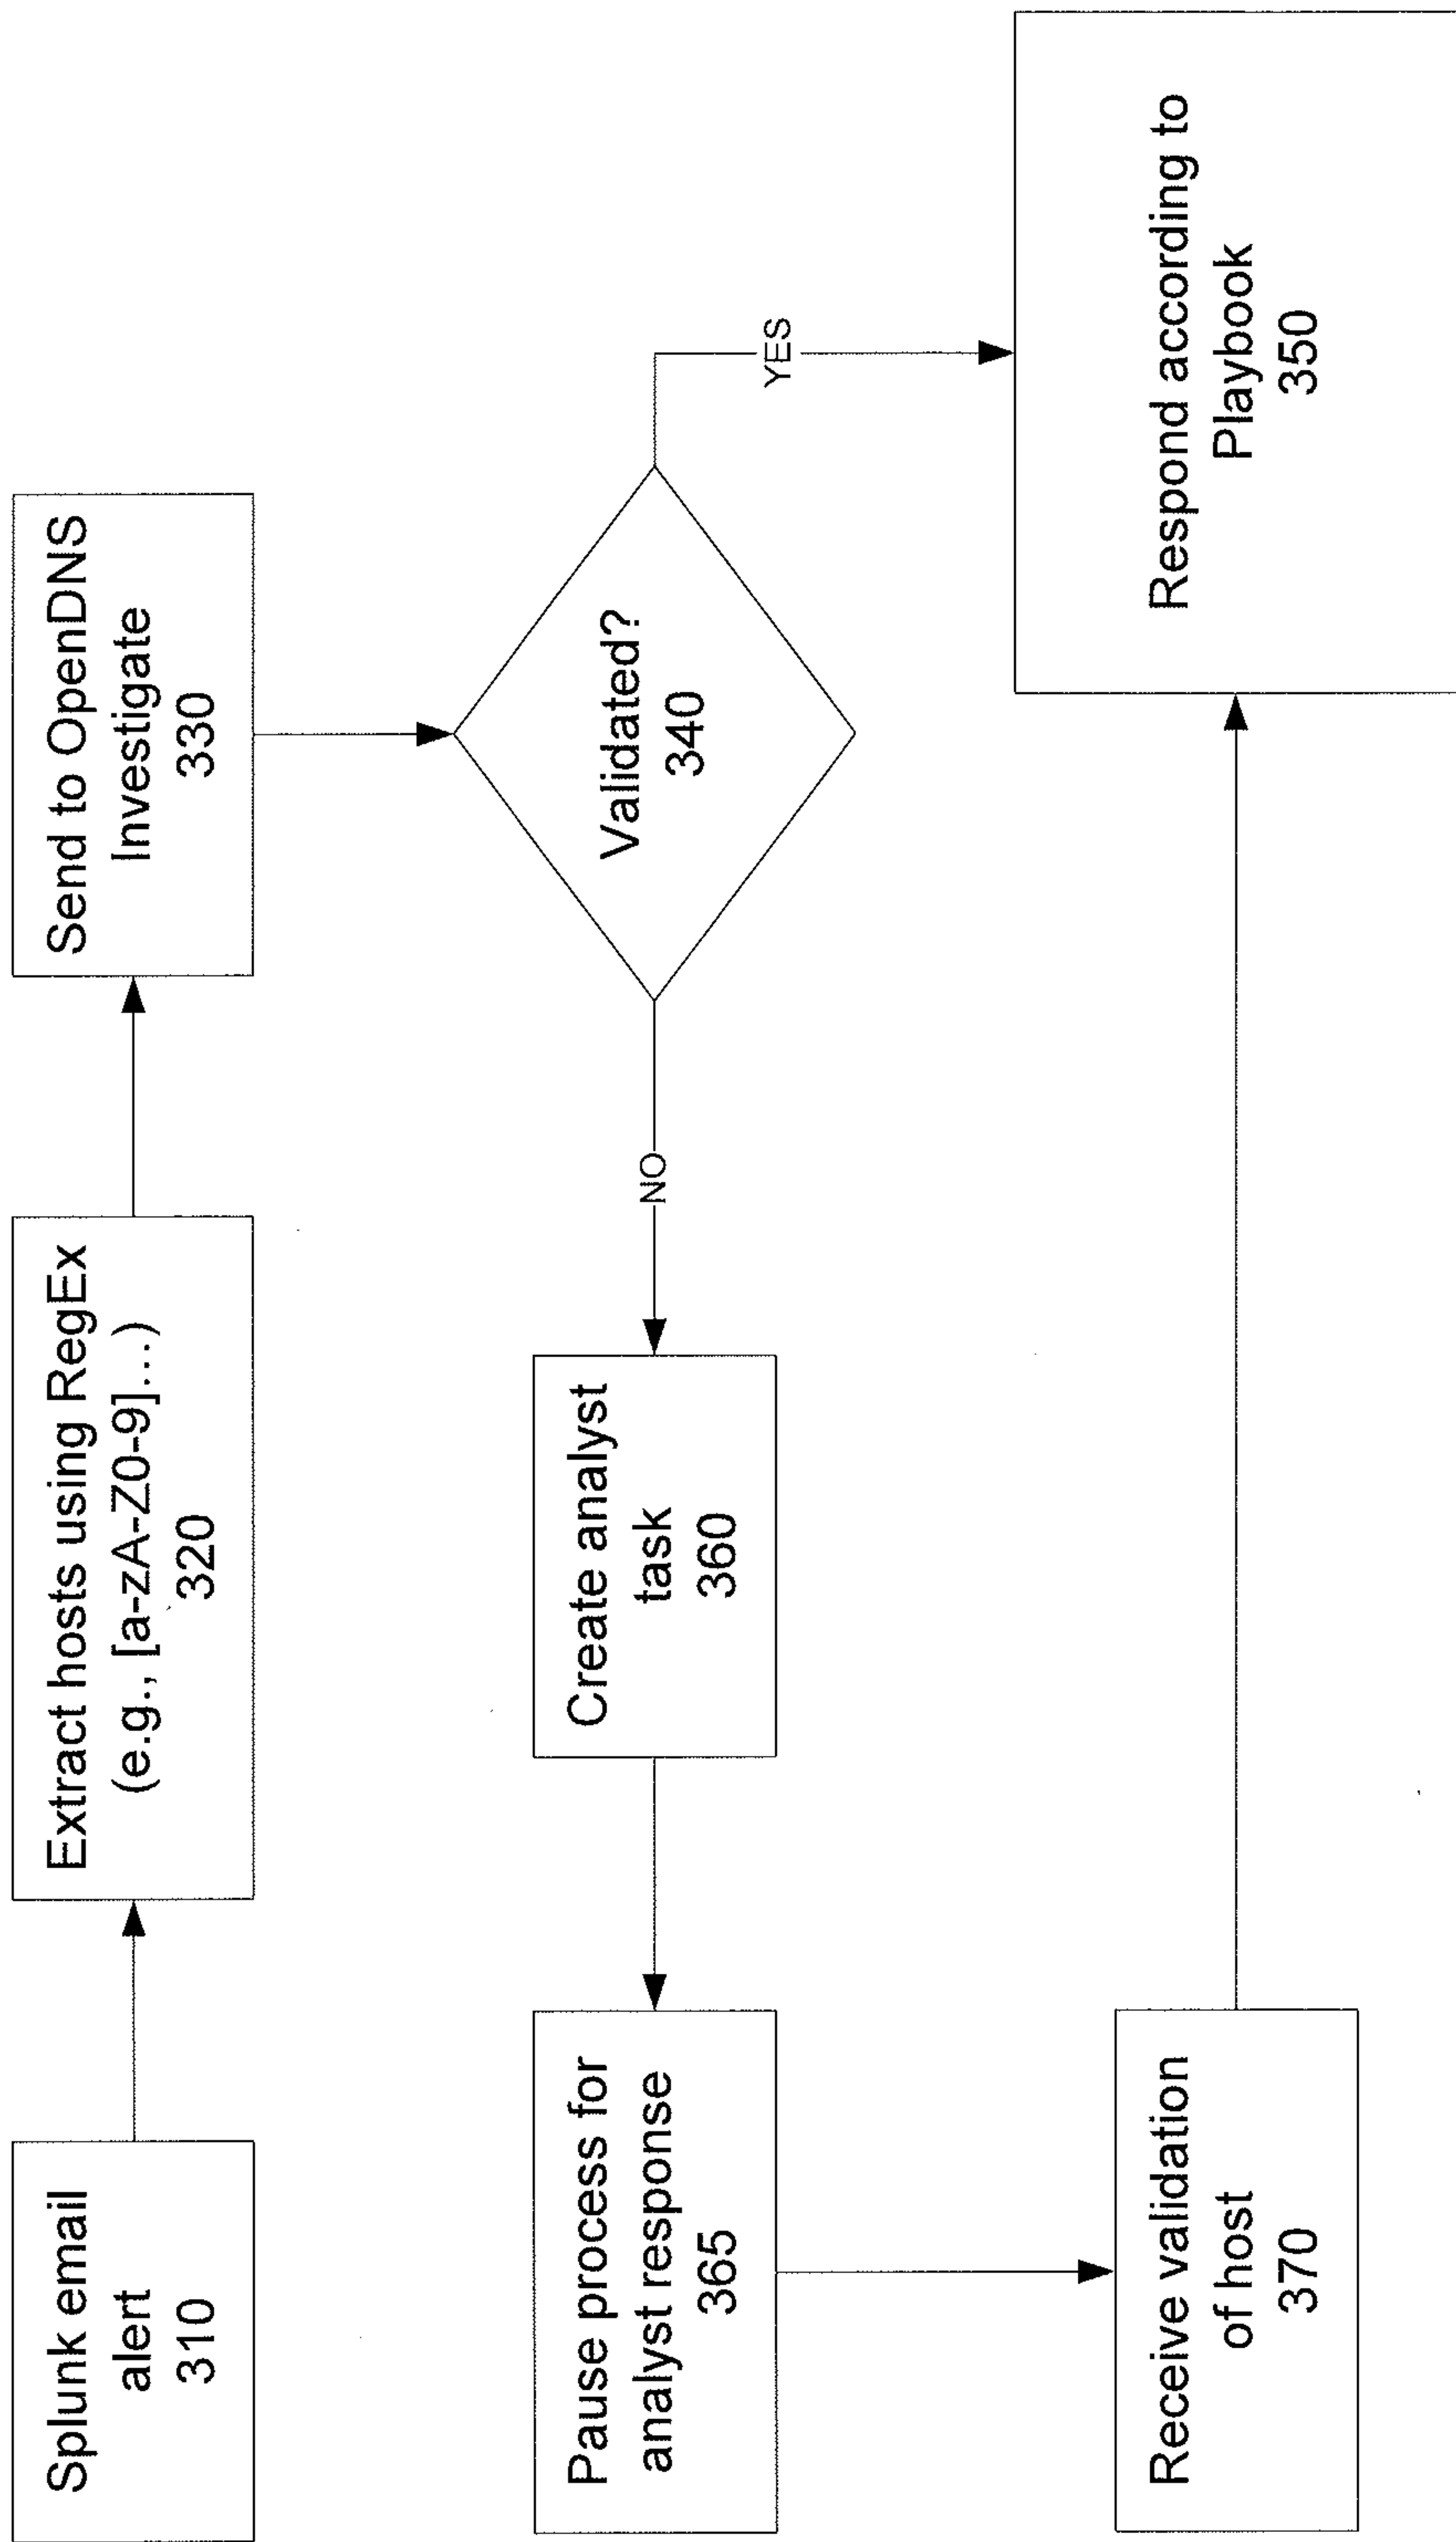 Splunk email
alert
310
Extract hosts using RegEx
(e.g., [a-zA-Z0-9]...)
320
Send to OpenDNS
Investigate
330
Validated?
340
YES
NO
Respond according to
Playbook
350
Create analyst
task
360
Pause process for
analyst response
365
Receive validation
of host
370